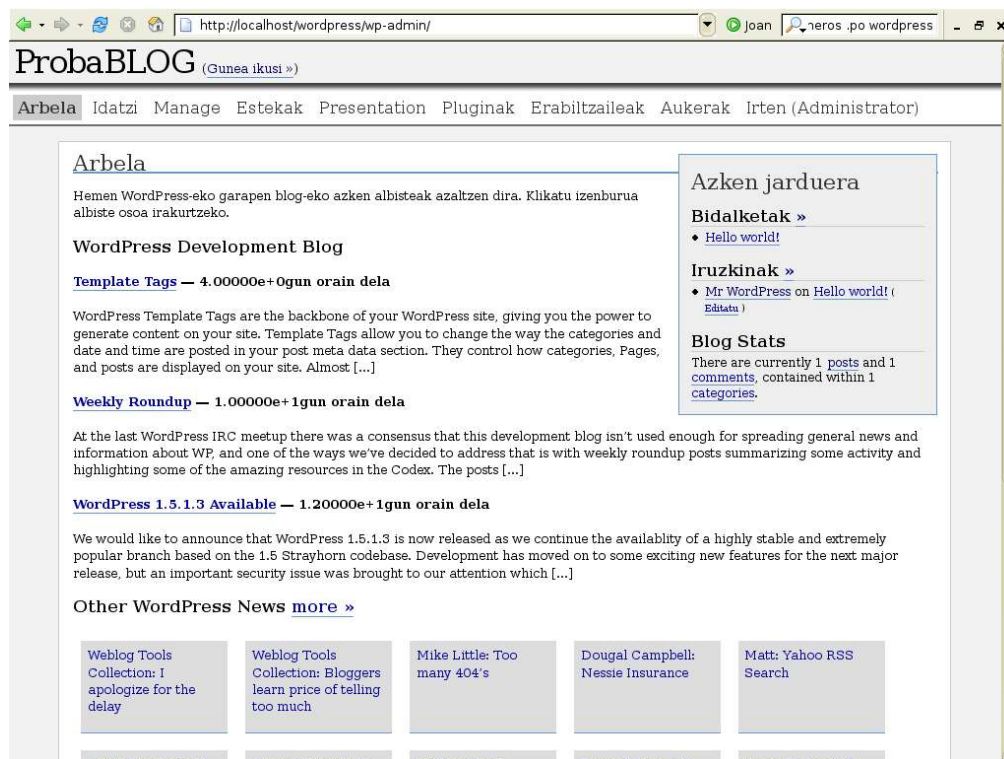 http://localhost/wordpress/wp-admin/ Joan neros .po wordpress
ProbaBLOG (Gunea ikusi »)
Arbela Idatzi Manage Estekak Presentation Pluginak Erabiltzaileak Aukerak Irten (Administrator)
Arbela
Hemen WordPress-eko garapen blog-eko azken albisteak azaltzen dira. Klikatu izenburua
albiste osoa irakurtzeko.
WordPress Development Blog
Template Tags — 4.00000e+0gun orain dela
WordPress Template Tags are the backbone of your WordPress site, giving you the power to
generate content on your site. Template Tags allow you to change the way the categories and
date and time are posted in your post meta data section. They control how categories, Pages,
and posts are displayed on your site. Almost [...]
Weekly Roundup — 1.00000e+1gun orain dela
At the last WordPress IRC meetup there was a consensus that this development blog isn't used enough for spreading general news and
information about WP, and one of the ways we've decided to address that is with weekly roundup posts summarizing some activity and
highlighting some of the amazing resources in the Codex. The posts [...]
WordPress 1.5.1.3 Available — 1.20000e+1gun orain dela
We would like to announce that WordPress 1.5.1.3 is now released as we continue the availablity of a highly stable and extremely
popular branch based on the 1.5 Strayhorn codebase. Development has moved on to some exciting new features for the next major
release, but an important security issue was brought to our attention which [...]
Azken jarduera
Bidalketak »
Hello world!
Iruzkinak »
Mr WordPress on Hello world! (
Editatu )
Blog Stats
There are currently 1 posts and 1
comments, contained within 1
categories.
Other WordPress News more »
Weblog Tools
Collection: I
apologize for the
delay
Weblog Tools
Collection: Bloggers
learn price of telling
too much
Mike Little: Too
many 404's
Dougal Campbell:
Nessie Insurance
Matt: Yahoo RSS
Search